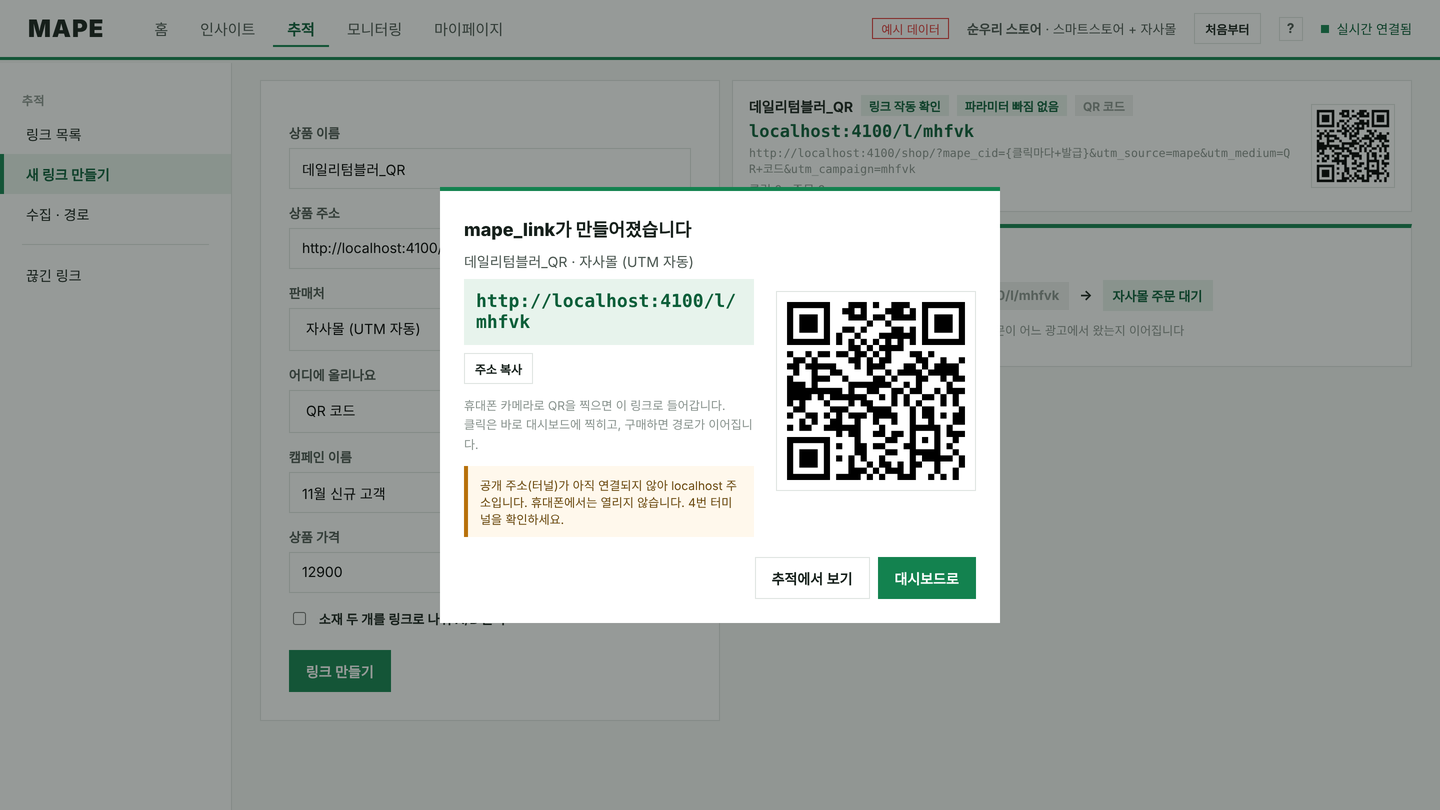 MAPE
홈
인사이트
추적
모니터링
마이페이지
예시 데이터
순우리 스토어 · 스마트스토어 + 자사몰
처음부터
?
실시간 연결됨
추적
링크 목록
새 링크 만들기
수집 · 경로
끊긴 링크
상품 이름
데일리텀블러_QR
상품 주소
http://localhost:4100/
판매처
자사몰 (UTM 자동)
어디에 올리나요
QR 코드
캠페인 이름
11월 신규 고객
상품 가격
12900
소재 두 개를 링크로 나
링크 만들기
데일리텀블러_QR
링크 작동 확인
파라미터 빠짐 없음
QR 코드
localhost:4100/l/mhfvk
http://localhost:4100/shop/?mape_cid={클릭마다+발급}&utm_source=mape&utm_medium=Q
R+코드&utm_campaign=mhfvk
/l/mhfvk
→
자사몰 주문 대기
이 어느 광고에서 왔는지 이어집니다
mape_link가 만들어졌습니다
데일리텀블러_QR · 자사몰 (UTM 자동)
http://localhost:4100/l/
mhfvk
주소 복사
휴대폰 카메라로 QR을 찍으면 이 링크로 들어갑니다.
클릭은 바로 대시보드에 찍히고, 구매하면 경로가 이어집니
다.
공개 주소(터널)가 아직 연결되지 않아 localhost 주
소입니다. 휴대폰에서는 열리지 않습니다. 4번 터미
널을 확인하세요.
추적에서 보기
대시보드로